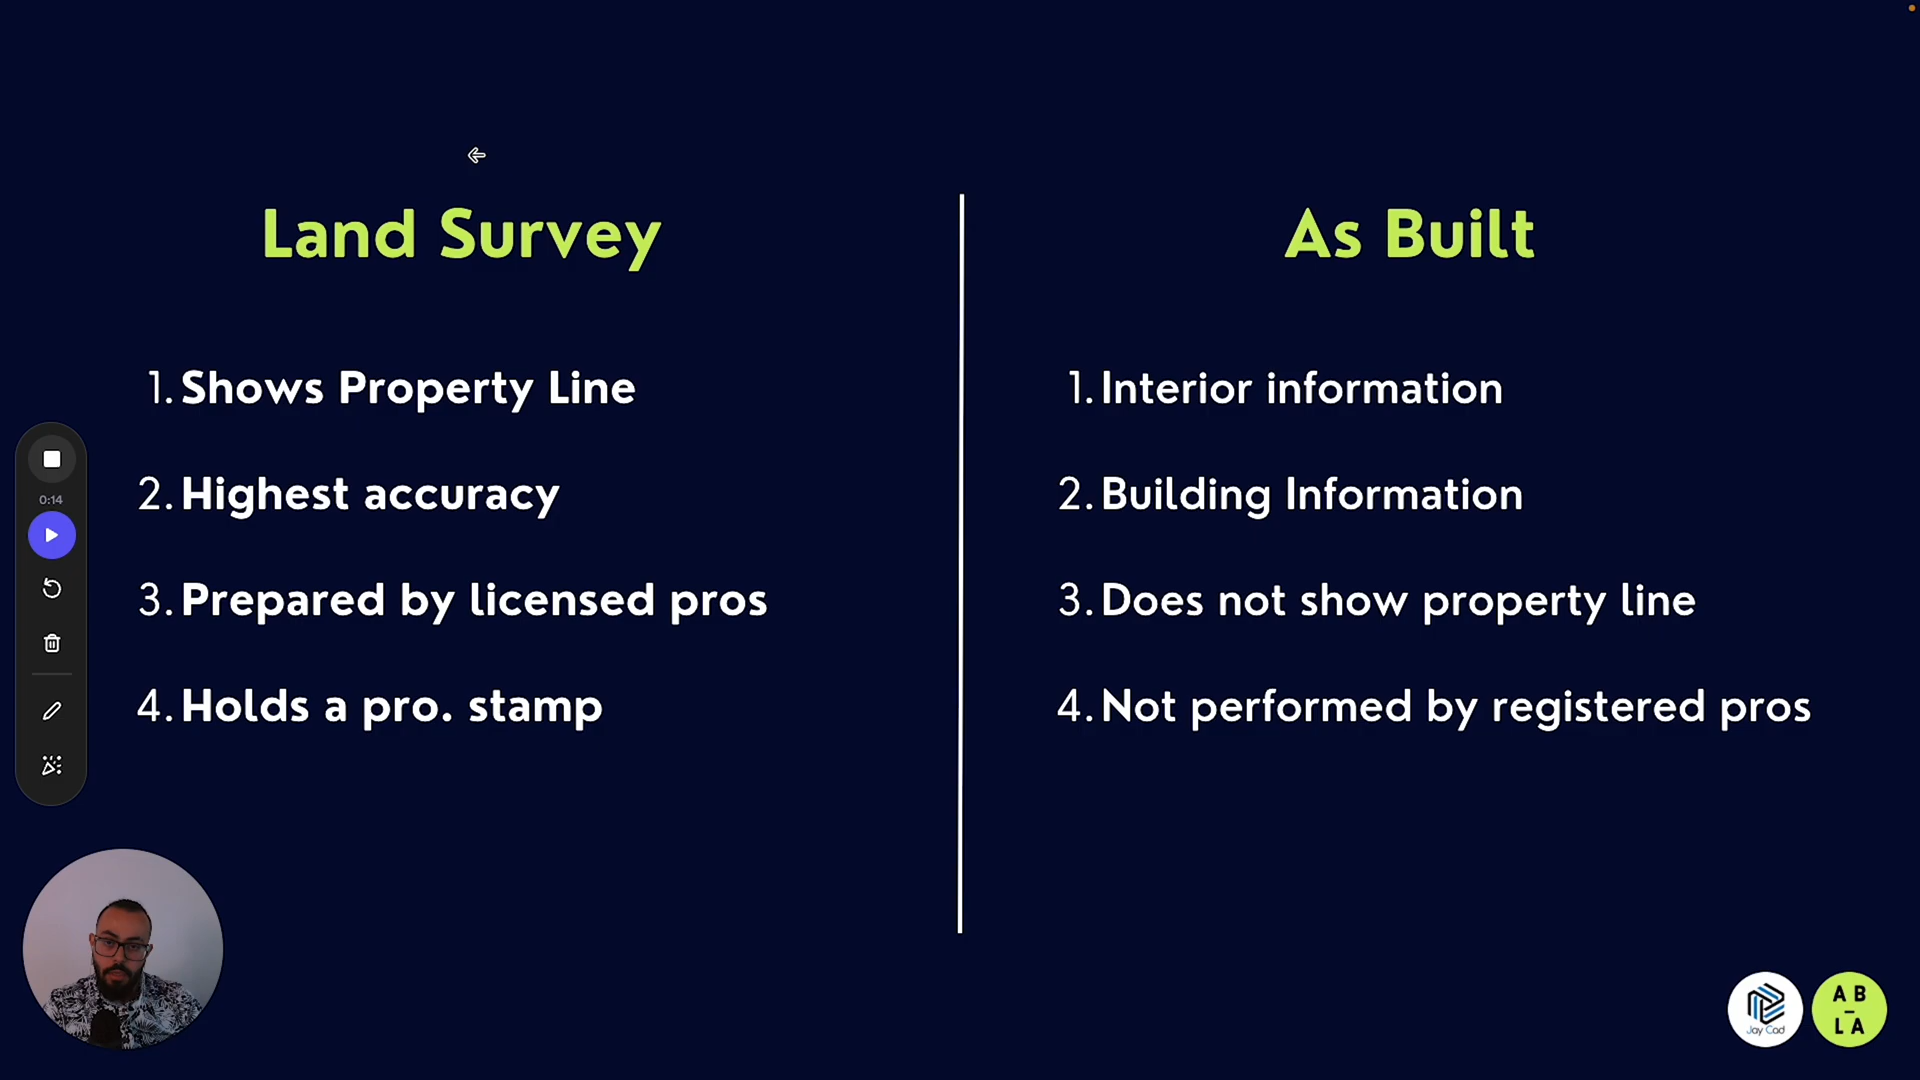 Land Survey
1. Shows Property Line
2. Highest accuracy
3. Prepared by licensed pros
4. Holds a pro. stamp
As Built
1. Interior information
2. Building Information
3. Does not show property line
4. Not performed by registered pros
0:14
Jay Cad
A B
–
L A